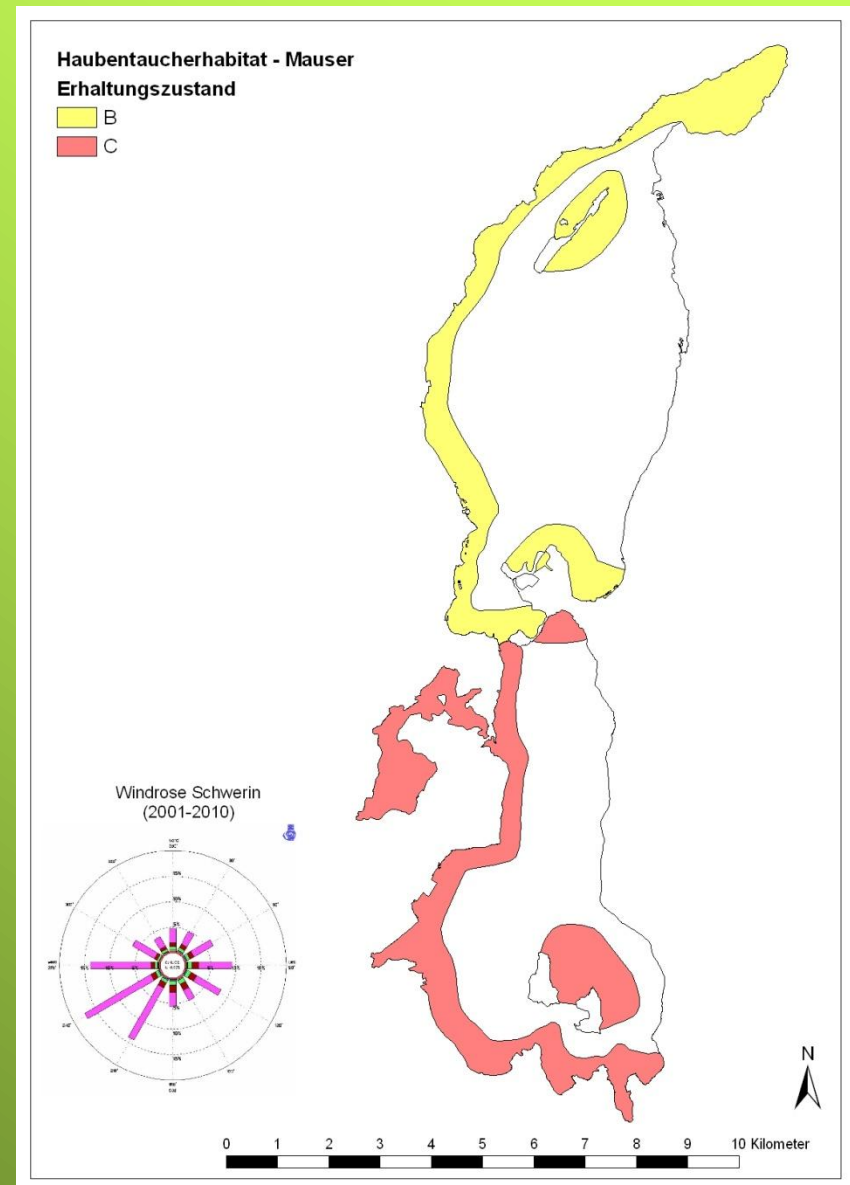 Haubentaucherhabitat - Mauser
Erhaltungszustand
B
C
Windrose Schwerin
(2001-2010)
N
0 1 2 3 4 5 6 7 8 9 10 Kilometer